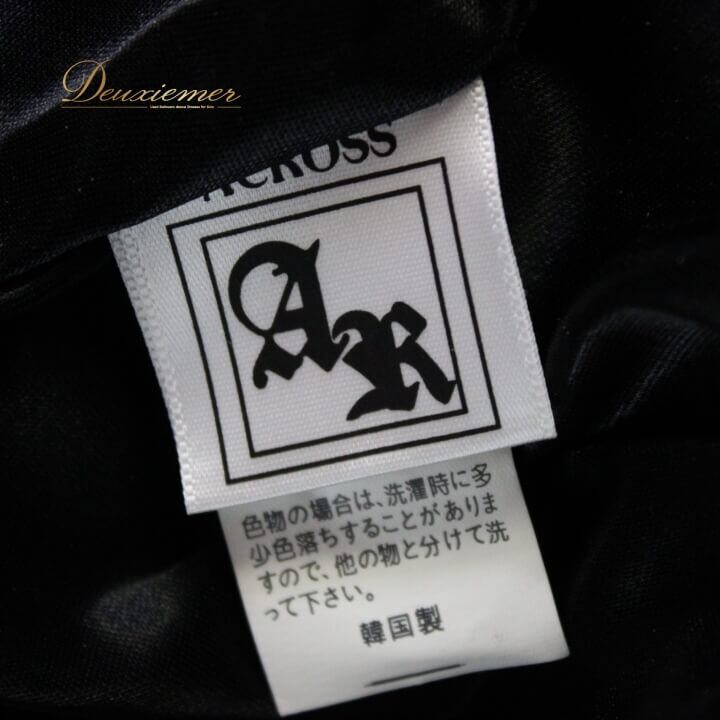 Deuxiemer
ACROSS
AR
色物の場合は、洗濯時に多
少色落ちすることがありま
すので、他の物と分けて洗
って下さい。
韓国製